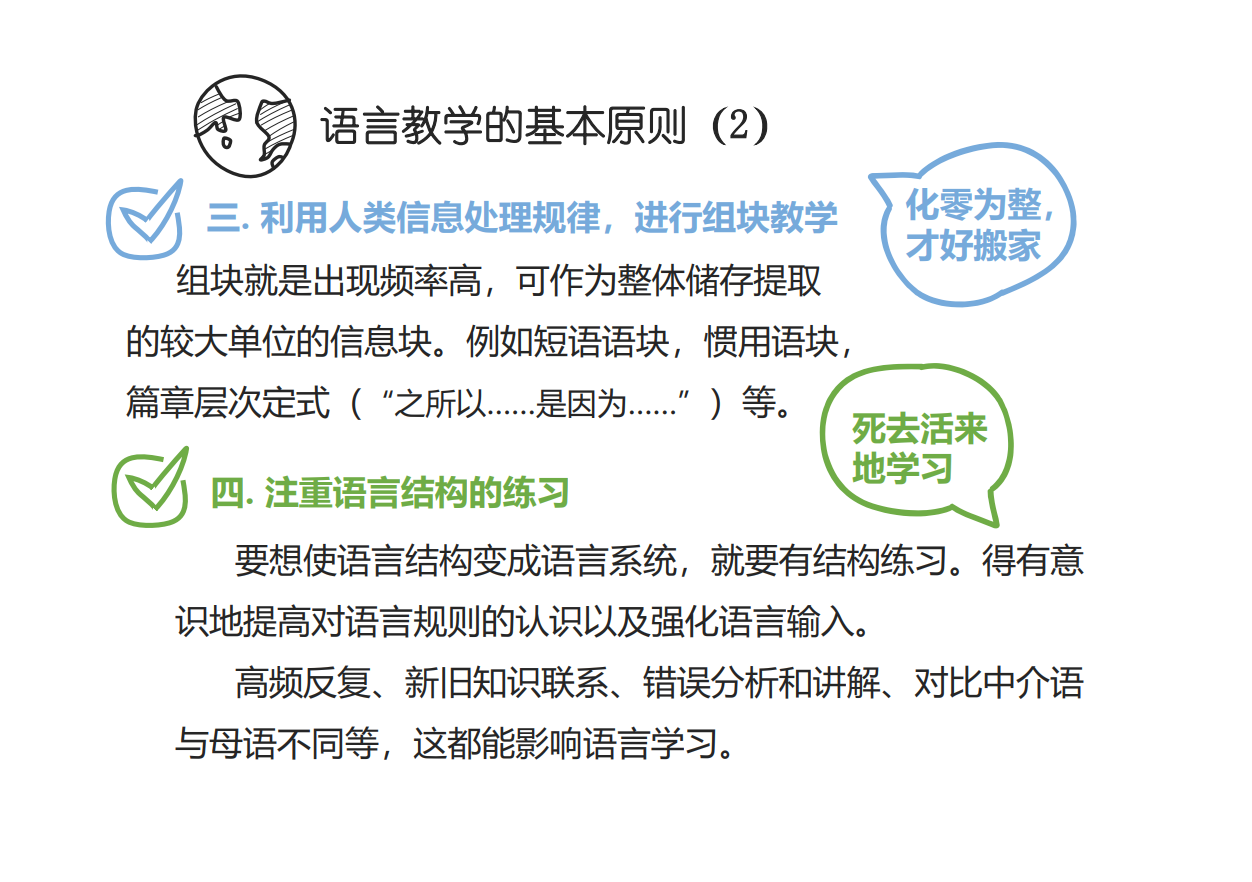 语言教学的基本原则（2）
三. 利用人类信息处理规律，进行组块教学
化零为整，
才好搬家
组块就是出现频率高，可作为整体储存提取
的较大单位的信息块。例如短语语块，惯用语块，
篇章层次定式（“之所以……是因为……”）等。
死去活来
地学习
四. 注重语言结构的练习
要想使语言结构变成语言系统，就要有结构练习。得有意
识地提高对语言规则的认识以及强化语言输入。
高频反复、新旧知识联系、错误分析和讲解、对比中介语
与母语不同等，这都能影响语言学习。